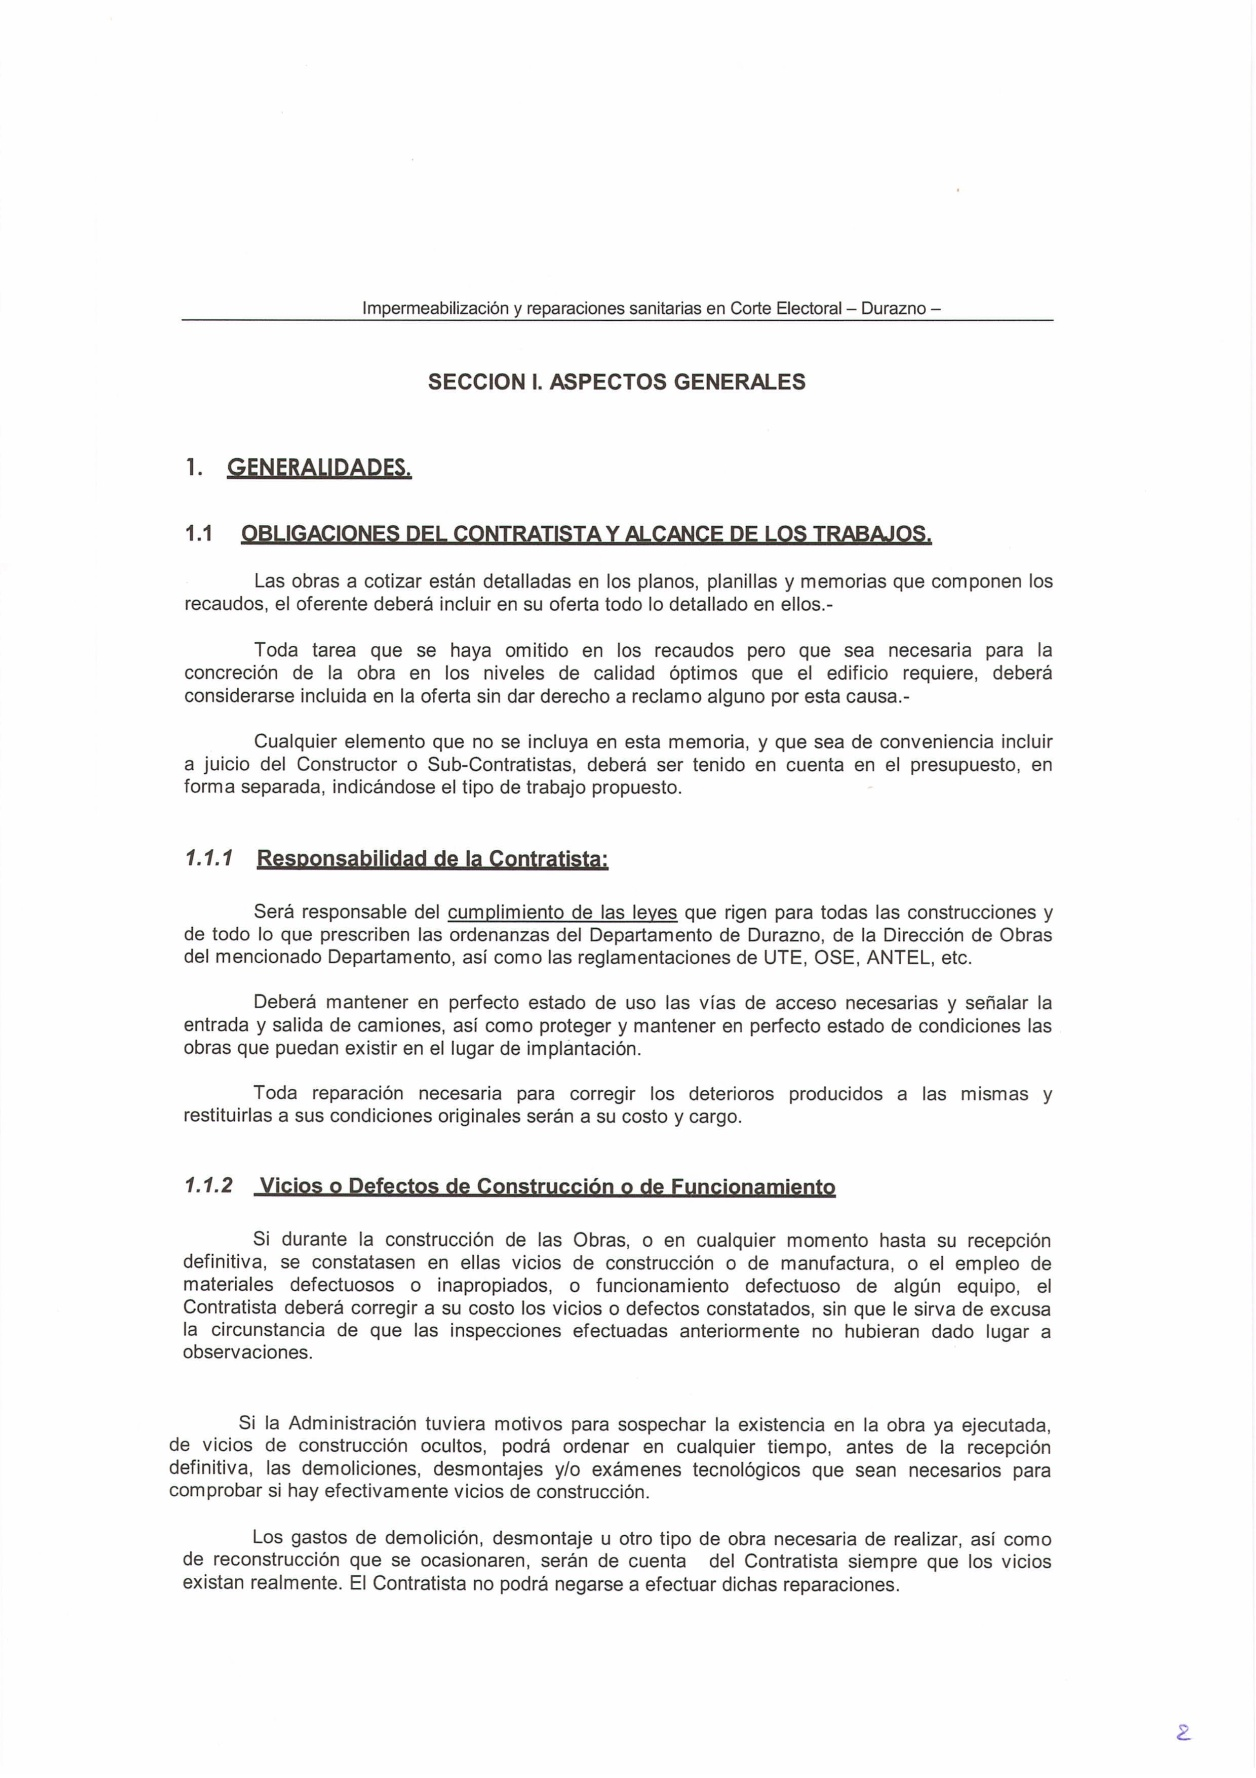 Impermeabilización y reparaciones sanitarias en Corte Electoral – Durazno –
SECCION I. ASPECTOS GENERALES
1. GENERALIDADES.
1.1 OBLIGACIONES DEL CONTRATISTA Y ALCANCE DE LOS TRABAJOS.
Las obras a cotizar están detalladas en los planos, planillas y memorias que componen los
recaudos, el oferente deberá incluir en su oferta todo lo detallado en ellos.-
Toda tarea que se haya omitido en los recaudos pero que sea necesaria para la
concreción de la obra en los niveles de calidad óptimos que el edificio requiere, deberá
considerarse incluida en la oferta sin dar derecho a reclamo alguno por esta causa.-
Cualquier elemento que no se incluya en esta memoria, y que sea de conveniencia incluir
a juicio del Constructor o Sub-Contratistas, deberá ser tenido en cuenta en el presupuesto, en
forma separada, indicándose el tipo de trabajo propuesto.
1.1.1 Responsabilidad de la Contratista:
Será responsable del cumplimiento de las leyes que rigen para todas las construcciones y
de todo lo que prescriben las ordenanzas del Departamento de Durazno, de la Dirección de Obras
del mencionado Departamento, así como las reglamentaciones de UTE, OSE, ANTEL, etc.
Deberá mantener en perfecto estado de uso las vías de acceso necesarias y señalar la
entrada y salida de camiones, así como proteger y mantener en perfecto estado de condiciones las
obras que puedan existir en el lugar de implantación.
Toda reparación necesaria para corregir los deterioros producidos a las mismas y
restituirlas a sus condiciones originales serán a su costo y cargo.
1.1.2 Vicios o Defectos de Construcción o de Funcionamiento
Si durante la construcción de las Obras, o en cualquier momento hasta su recepción
definitiva, se constatasen en ellas vicios de construcción o de manufactura, o el empleo de
materiales defectuosos o inapropiados, o funcionamiento defectuoso de algún equipo, el
Contratista deberá corregir a su costo los vicios o defectos constatados, sin que le sirva de excusa
la circunstancia de que las inspecciones efectuadas anteriormente no hubieran dado lugar a
observaciones.
Si la Administración tuviera motivos para sospechar la existencia en la obra ya ejecutada,
de vicios de construcción ocultos, podrá ordenar en cualquier tiempo, antes de la recepción
definitiva, las demoliciones, desmontajes y/o exámenes tecnológicos que sean necesarios para
comprobar si hay efectivamente vicios de construcción.
Los gastos de demolición, desmontaje u otro tipo de obra necesaria de realizar, así como
de reconstrucción que se ocasionaren, serán de cuenta del Contratista siempre que los vicios
existan realmente. El Contratista no podrá negarse a efectuar dichas reparaciones.
2